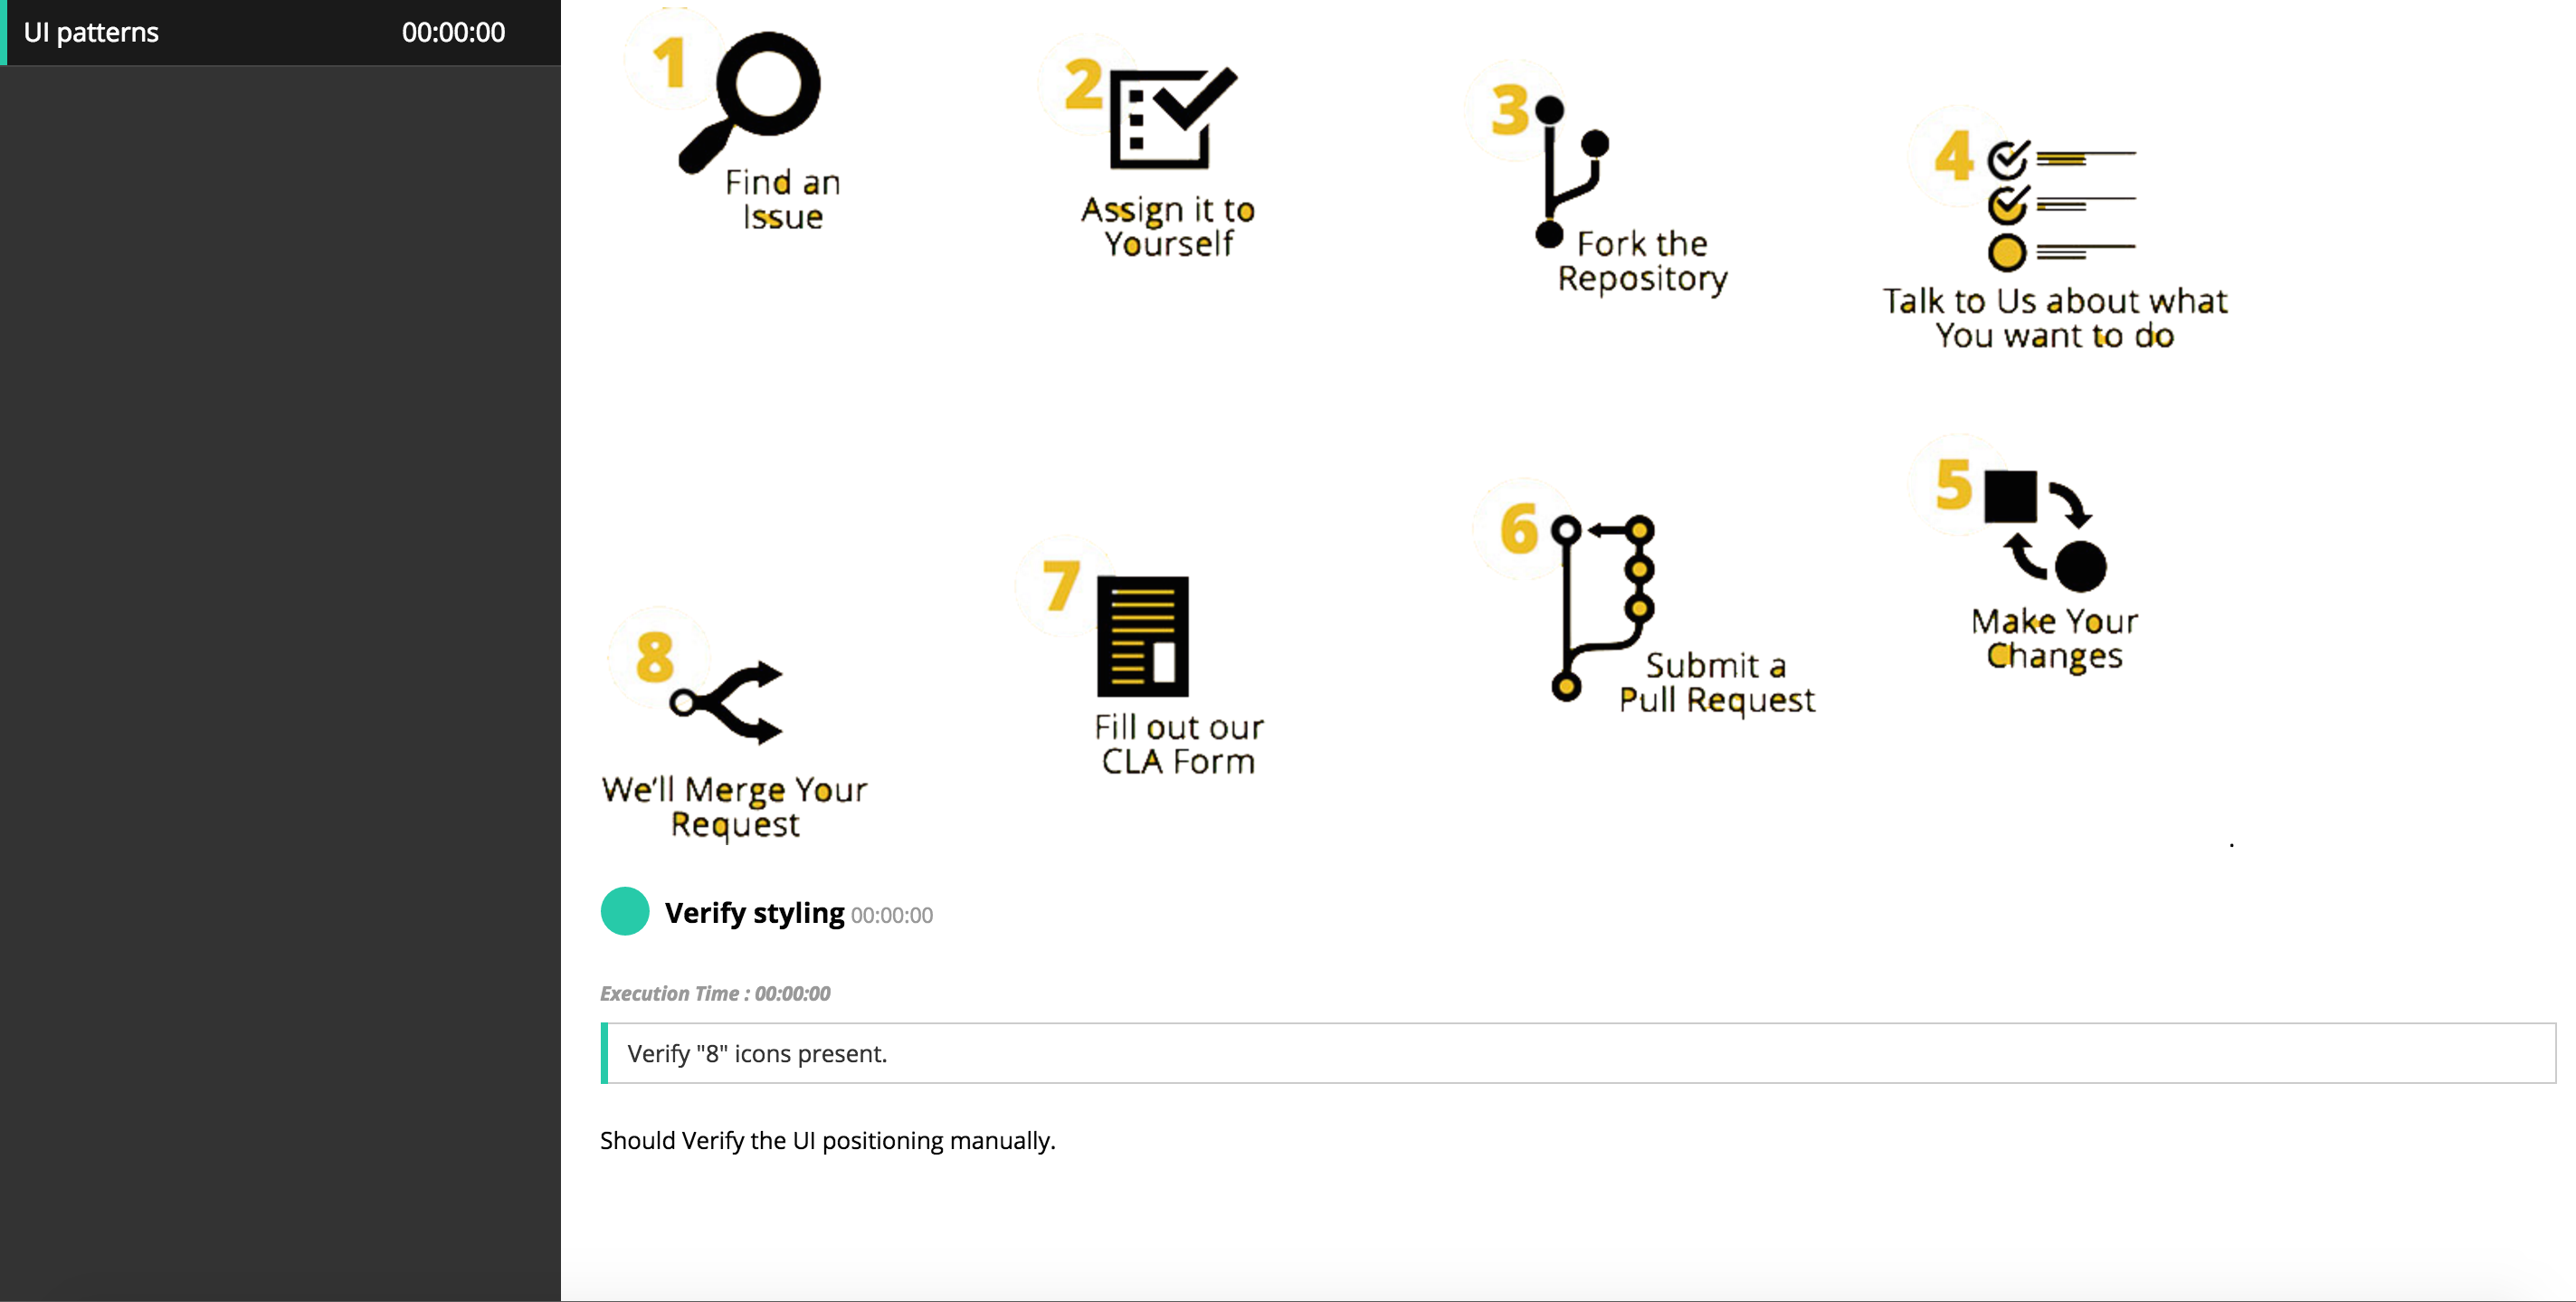 UI patterns 00:00:00
1
Find an
Issue
2
Assign it to
Yourself
3
Fork the
Repository
4
Talk to Us about what
You want to do
5
Make Your
Changes
6
Submit a
Pull Request
7
Fill out our
CLA Form
8
We'll Merge Your
Request
.
Verify styling 00:00:00
Execution Time : 00:00:00
Verify "8" icons present.
Should Verify the UI positioning manually.